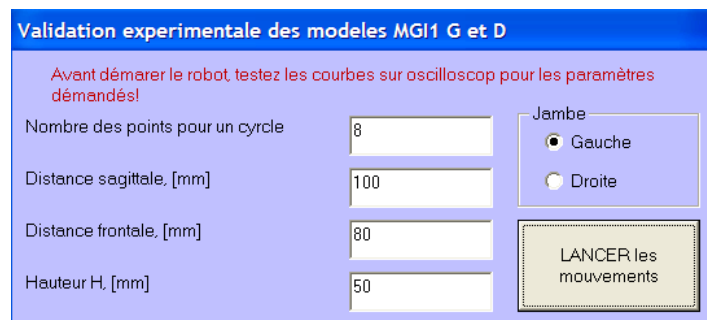 Validation experimentale des modeles MGI1 G et D
Avant démarer le robot, testez les courbes sur oscilloscop pour les paramètres
démandés!
Nombre des points pour un cyrcle
8
Distance sagittale, [mm]
100
Distance frontale, [mm]
80
Hauteur H, [mm]
50
Jambe
Gauche
Droite
LANCER les
mouvements